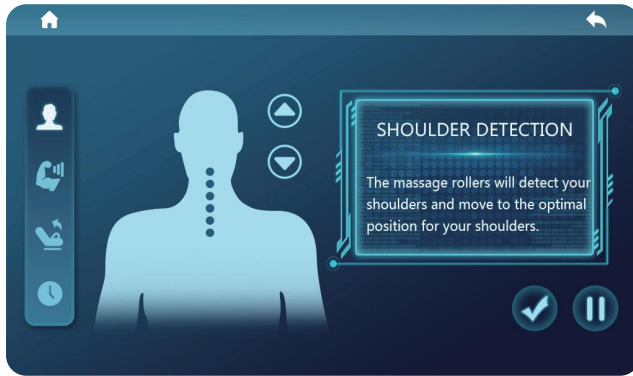 SHOULDER DETECTION
The massage rollers will detect your
shoulders and move to the optimal
position for your shoulders.